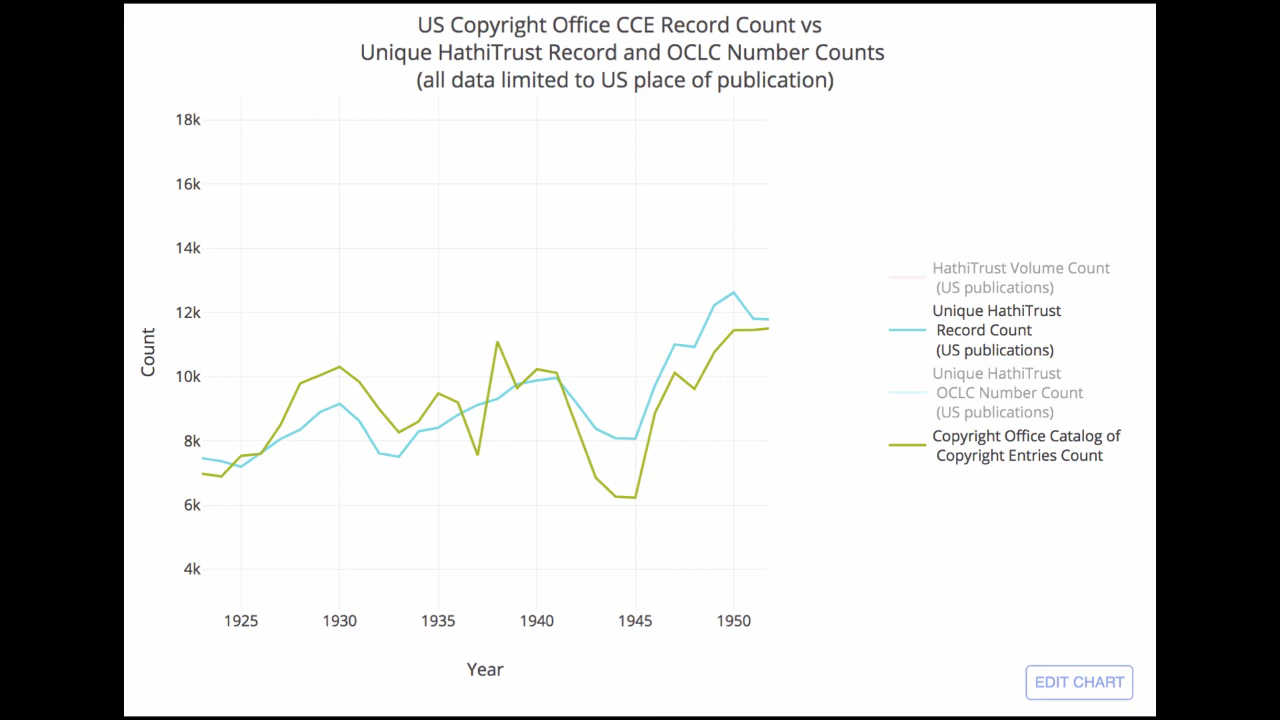 US Copyright Office CCE Record Count vs
Unique HathiTrust Record and OCLC Number Counts
(all data limited to US place of publication)
18k
16k
14k
12k
10k
8k
6k
4k
Count
1925 1930 1935 1940 1945 1950
Year
HathiTrust Volume Count
(US publications)
Unique HathiTrust
Record Count
(US publications)
Unique HathiTrust
OCLC Number Count
(US publications)
Copyright Office Catalog of
Copyright Entries Count
EDIT CHART